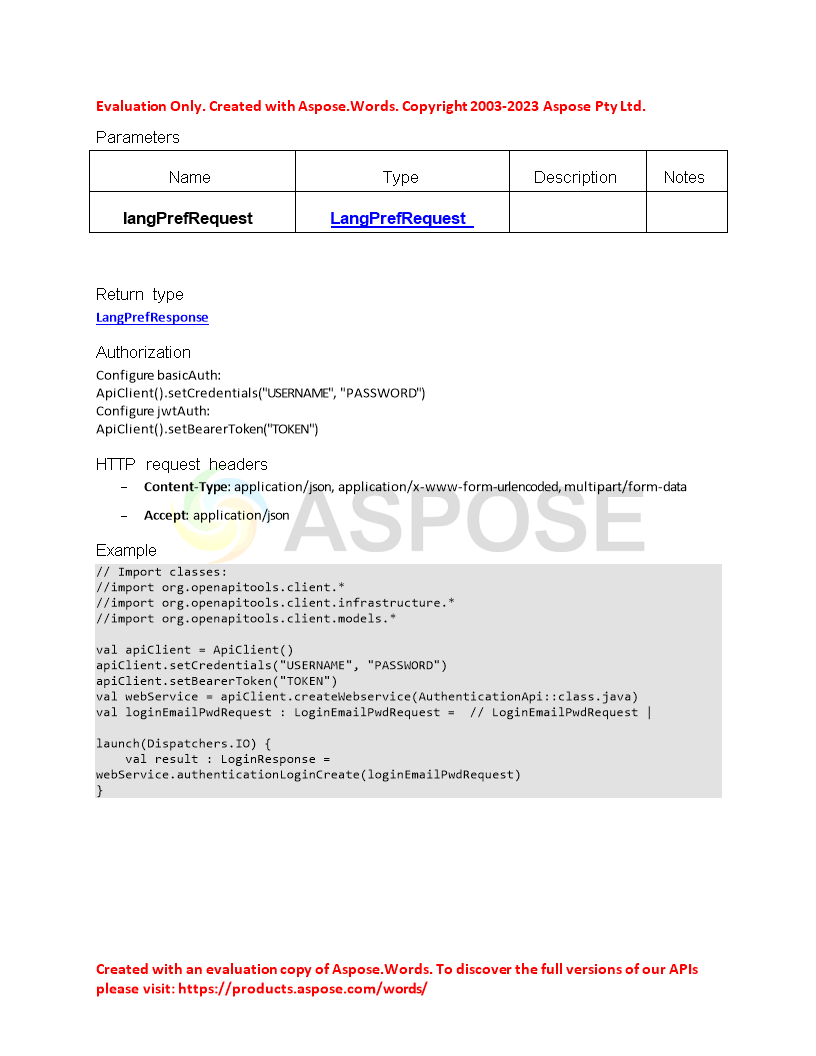 Evaluation Only. Created with Aspose.Words. Copyright 2003-2023 Aspose Pty Ltd.
Parameters
Name Type Description Notes
langPrefRequest LangPrefRequest
Return type
LangPrefResponse
Authorization
Configure basicAuth:
ApiClient().setCredentials("USERNAME", "PASSWORD")
Configure jwtAuth:
ApiClient().setBearerToken("TOKEN")
HTTP request headers
– Content-Type: application/json, application/x-www-form-urlencoded, multipart/form-data
– Accept: application/json
ASPOSE
Example
// Import classes:
//import org.openapitools.client.*
//import org.openapitools.client.infrastructure.*
//import org.openapitools.client.models.*
val apiClient = ApiClient()
apiClient.setCredentials("USERNAME", "PASSWORD")
apiClient.setBearerToken("TOKEN")
val webService = apiClient.createWebservice(AuthenticationApi::class.java)
val loginEmailPwdRequest : LoginEmailPwdRequest =  // LoginEmailPwdRequest |
launch(Dispatchers.IO) {
    val result : LoginResponse =
webService.authenticationLoginCreate(loginEmailPwdRequest)
}
Created with an evaluation copy of Aspose.Words. To discover the full versions of our APIs
please visit: https://products.aspose.com/words/